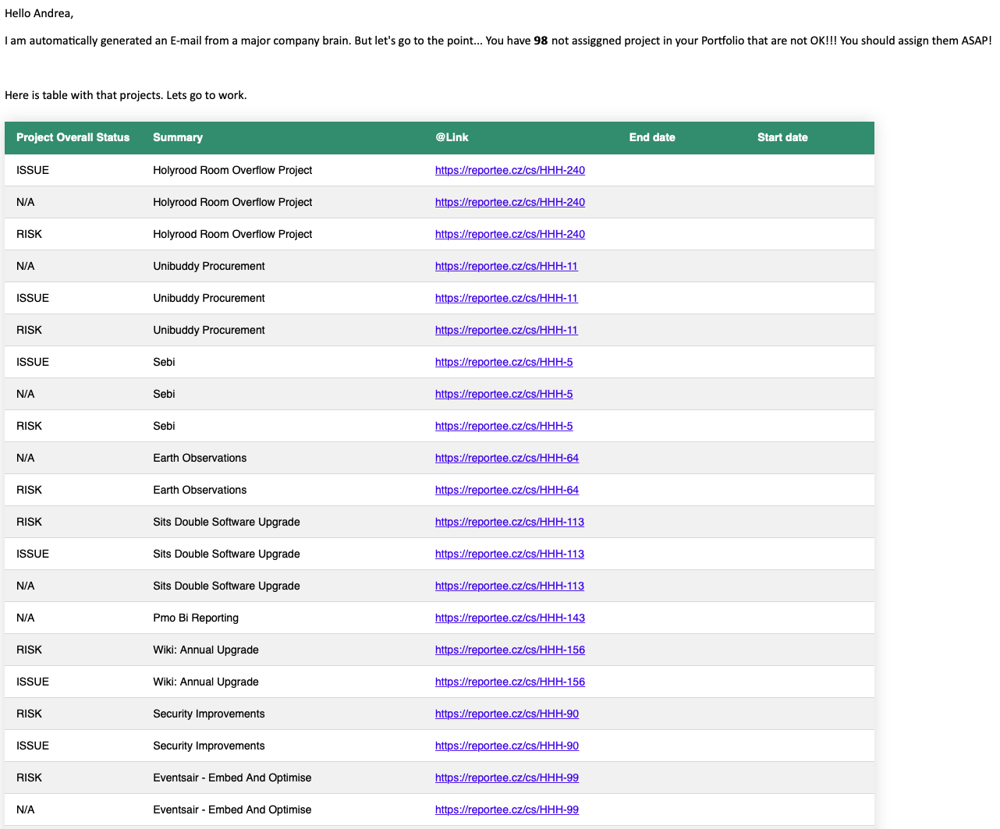 Hello Andrea,
I am automatically generated an E-mail from a major company brain. But let's go to the point... You have 98 not assiggned project in your Portfolio that are not OK!!! You should assign them ASAP!
Here is table with that projects. Lets go to work.
Project Overall Status Summary @Link End date Start date
ISSUE Holyrood Room Overflow Project https://reportee.cz/cs/HHH-240
N/A Holyrood Room Overflow Project https://reportee.cz/cs/HHH-240
RISK Holyrood Room Overflow Project https://reportee.cz/cs/HHH-240
N/A Unibuddy Procurement https://reportee.cz/cs/HHH-11
ISSUE Unibuddy Procurement https://reportee.cz/cs/HHH-11
RISK Unibuddy Procurement https://reportee.cz/cs/HHH-11
ISSUE Sebi https://reportee.cz/cs/HHH-5
N/A Sebi https://reportee.cz/cs/HHH-5
RISK Sebi https://reportee.cz/cs/HHH-5
N/A Earth Observations https://reportee.cz/cs/HHH-64
RISK Earth Observations https://reportee.cz/cs/HHH-64
RISK Sits Double Software Upgrade https://reportee.cz/cs/HHH-113
ISSUE Sits Double Software Upgrade https://reportee.cz/cs/HHH-113
N/A Sits Double Software Upgrade https://reportee.cz/cs/HHH-113
N/A Pmo Bi Reporting https://reportee.cz/cs/HHH-143
RISK Wiki: Annual Upgrade https://reportee.cz/cs/HHH-156
ISSUE Wiki: Annual Upgrade https://reportee.cz/cs/HHH-156
RISK Security Improvements https://reportee.cz/cs/HHH-90
ISSUE Security Improvements https://reportee.cz/cs/HHH-90
RISK Eventsair - Embed And Optimise https://reportee.cz/cs/HHH-99
N/A Eventsair - Embed And Optimise https://reportee.cz/cs/HHH-99